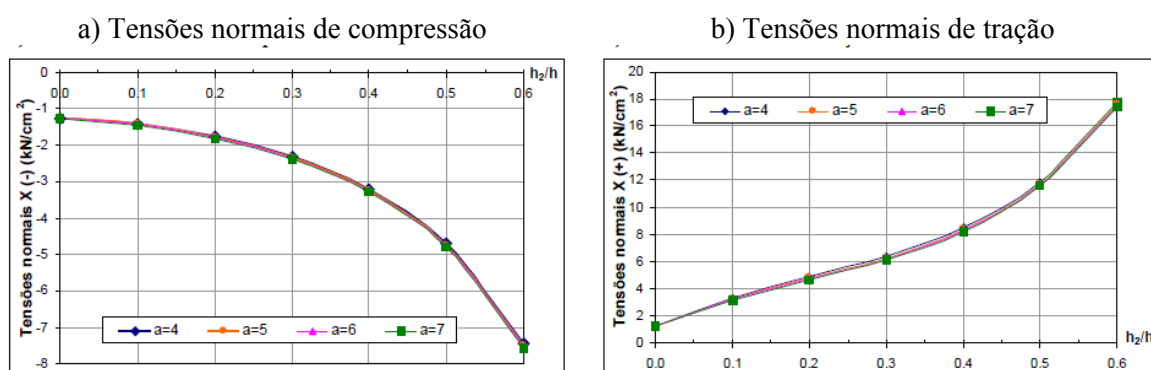 a) Tensões normais de compressão
b) Tensões normais de tração
Tensões normais X (-) (kN/cm²)
0
-1
-2
-3
-4
-5
-6
-7
-8
0.0 0.1 0.2 0.3 0.4 0.5 0.6
h₂/h
a=4 a=5 a=6 a=7
Tensões normais X (+) (kN/cm²)
20
18
16
14
12
10
8
6
4
2
0
a=4 a=5 a=6 a=7
h₂/h
0.0 0.1 0.2 0.3 0.4 0.5 0.6